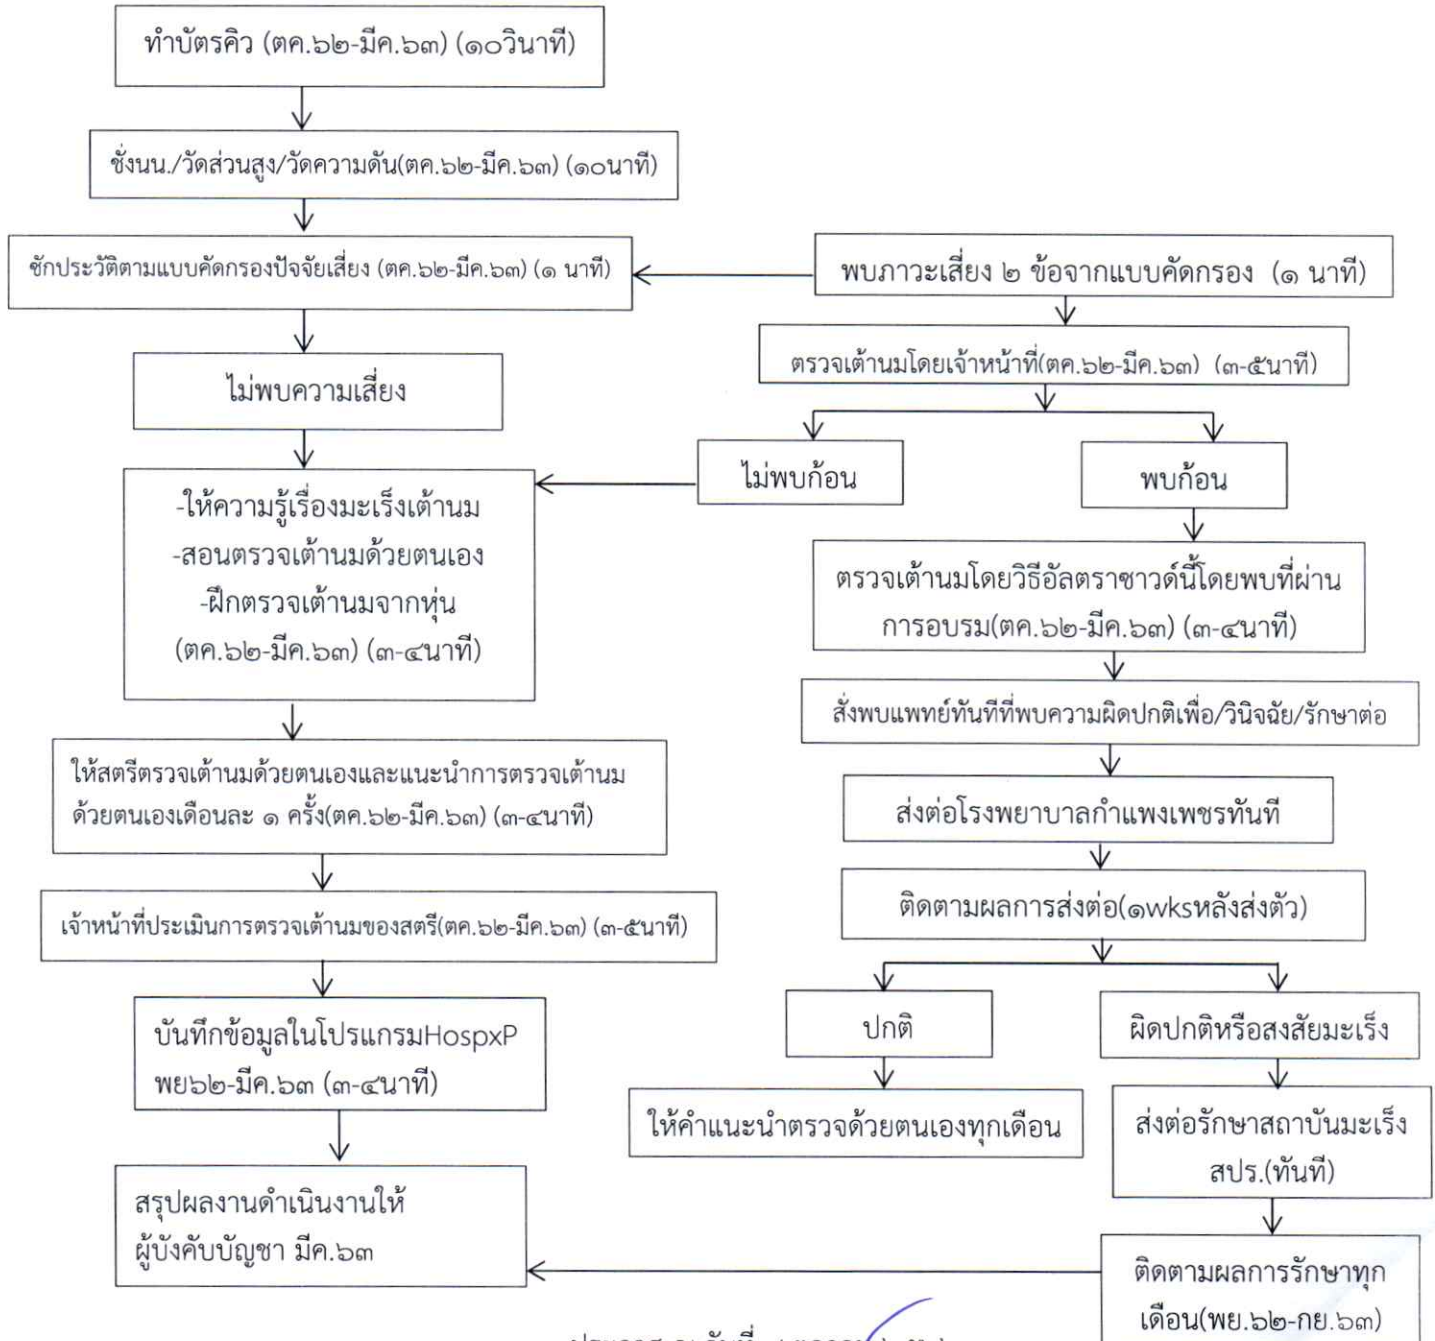 ทำบัตรคิว (ตค.๖๒-มีค.๖๓) (๑๐วินาที)
ชั่งนน./วัดส่วนสูง/วัดความดัน(ตค.๖๒-มีค.๖๓) (๑๐นาที)
ซักประวัติตามแบบคัดกรองปัจจัยเสี่ยง (ตค.๖๒-มีค.๖๓) (๑ นาที)
พบภาวะเสี่ยง ๒ ข้อจากแบบคัดกรอง (๑ นาที)
ตรวจเต้านมโดยเจ้าหน้าที่(ตค.๖๒-มีค.๖๓) (๓-๕นาที)
ไม่พบความเสี่ยง
ไม่พบก้อน
พบก้อน
-ให้ความรู้เรื่องมะเร็งเต้านม
-สอนตรวจเต้านมด้วยตนเอง
-ฝึกตรวจเต้านมจากหุ่น
(ตค.๖๒-มีค.๖๓) (๓-๔นาที)
ตรวจเต้านมโดยวิธีอัลตราซาวด์นี้โดยพบที่ผ่าน
การอบรม(ตค.๖๒-มีค.๖๓) (๓-๔นาที)
สั่งพบแพทย์ทันทีที่พบความผิดปกติเพื่อ/วินิจฉัย/รักษาต่อ
ให้สตรีตรวจเต้านมด้วยตนเองและแนะนำการตรวจเต้านม
ด้วยตนเองเดือนละ ๑ ครั้ง(ตค.๖๒-มีค.๖๓) (๓-๔นาที)
ส่งต่อโรงพยาบาลกำแพงเพชรทันที
เจ้าหน้าที่ประเมินการตรวจเต้านมของสตรี(ตค.๖๒-มีค.๖๓) (๓-๕นาที)
ติดตามผลการส่งต่อ(๑wksหลังส่งตัว)
บันทึกข้อมูลในโปรแกรมHospxP
พย๖๒-มีค.๖๓ (๓-๔นาที)
ปกติ
ผิดปกติหรือสงสัยมะเร็ง
ให้คำแนะนำตรวจด้วยตนเองทุกเดือน
ส่งต่อรักษาสถาบันมะเร็ง
สปร.(ทันที)
สรุปผลงานดำเนินงานให้
ผู้บังคับบัญชา มีค.๖๓
ติดตามผลการรักษาทุก
เดือน(พย.๖๒-กย.๖๓)